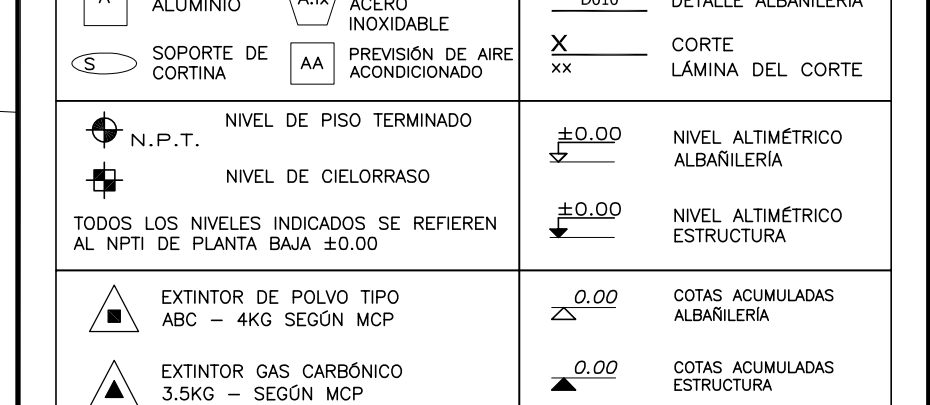 A
ALUMINIO
A.ix
ACERO
INOXIDABLE
S
SOPORTE DE
CORTINA
AA
PREVISIÓN DE AIRE
ACONDICIONADO
D010
DETALLE ALBAÑILERÍA
X
xx
CORTE
LÁMINA DEL CORTE
N.P.T.
NIVEL DE PISO TERMINADO
NIVEL DE CIELORRASO
TODOS LOS NIVELES INDICADOS SE REFIEREN
AL NPTI DE PLANTA BAJA ±0.00
±0.00
NIVEL ALTIMÉTRICO
ALBAÑILERÍA
±0.00
NIVEL ALTIMÉTRICO
ESTRUCTURA
EXTINTOR DE POLVO TIPO
ABC – 4KG SEGÚN MCP
EXTINTOR GAS CARBÓNICO
3.5KG – SEGÚN MCP
0.00
COTAS ACUMULADAS
ALBAÑILERÍA
0.00
COTAS ACUMULADAS
ESTRUCTURA